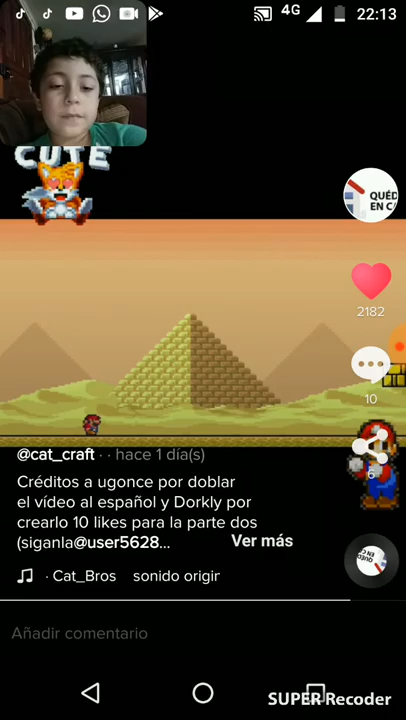 4G 22:13
CUTE
QUÉD
EN CA
2182
10
@cat_craft · · hace 1 día(s)
6
Créditos a ugonce por doblar
el vídeo al español y Dorkly por
crearlo 10 likes para la parte dos
(siganla@user5628... Ver más
· Cat_Bros sonido origir
Añadir comentario
SUPER Recoder